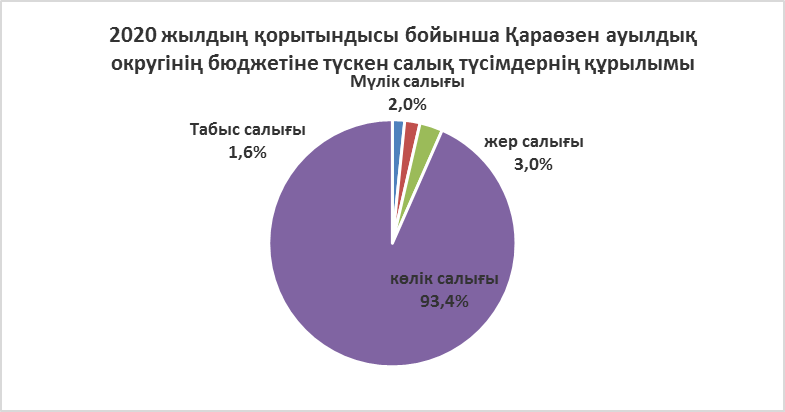 2020 жылдың қорытындысы бойынша Қараөзен ауылдық
округінің бюджетіне түскен салық түсімдернің құрылымы
Мүлік салығы
2,0%
Табыс салығы
1,6%
жер салығы
3,0%
көлік салығы
93,4%